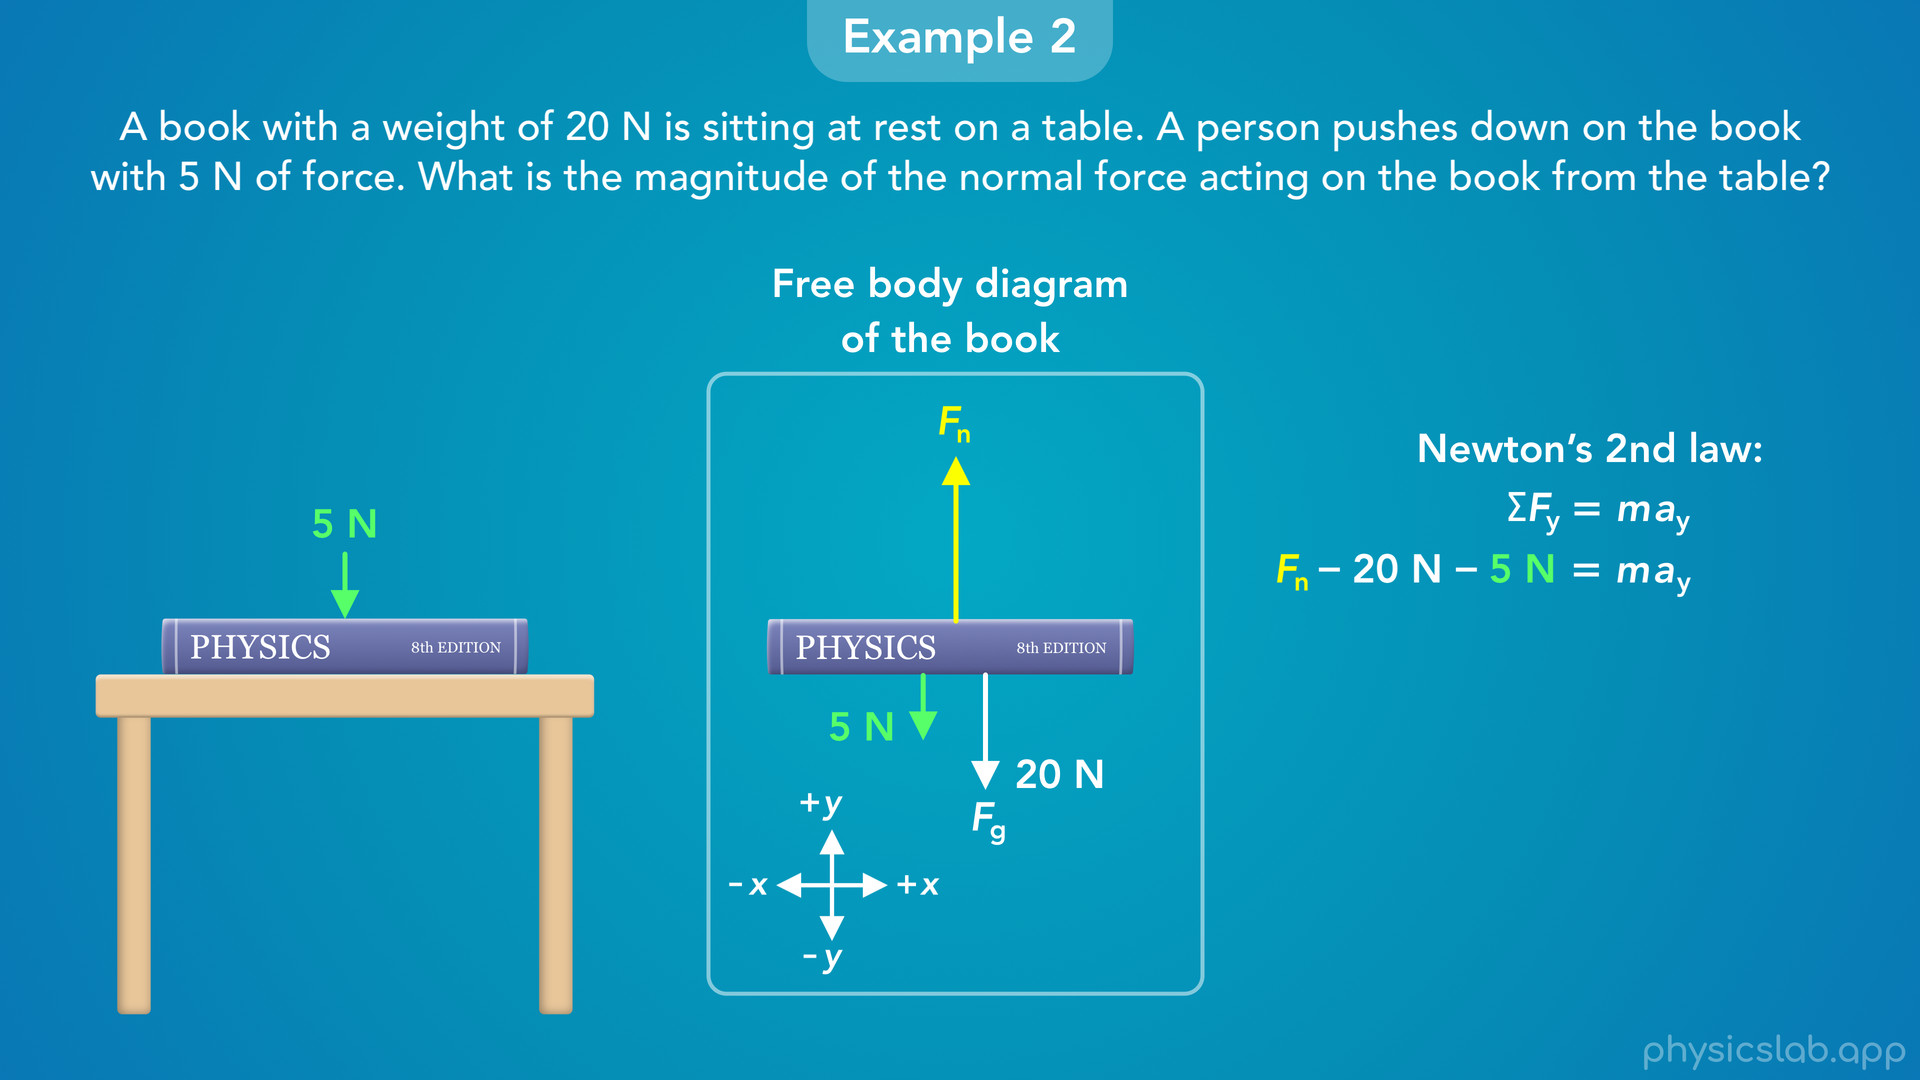 Example 2
A book with a weight of 20 N is sitting at rest on a table. A person pushes down on the book
with 5 N of force. What is the magnitude of the normal force acting on the book from the table?
5 N
PHYSICS 8th EDITION
Free body diagram
of the book
Fn
PHYSICS 8th EDITION
5 N
20 N
Fg
+y
-x +x
-y
Newton’s 2nd law:
ΣFy = may
Fn – 20 N – 5 N = may
physicslab.app